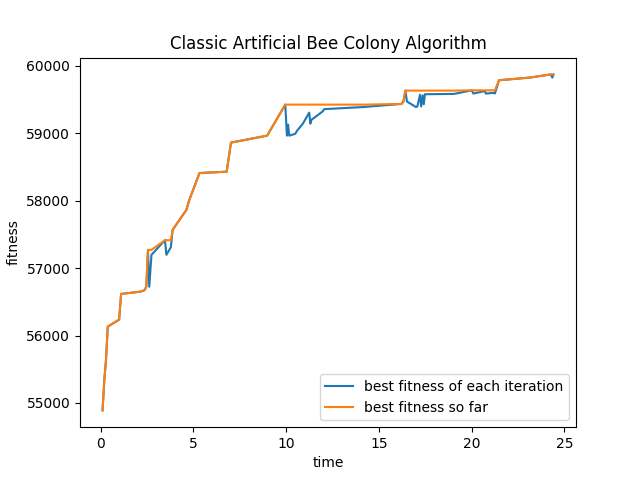 Classic Artificial Bee Colony Algorithm
60000
59000
58000
57000
56000
55000
fitness
best fitness of each iteration
best fitness so far
0 5 10 15 20 25
time